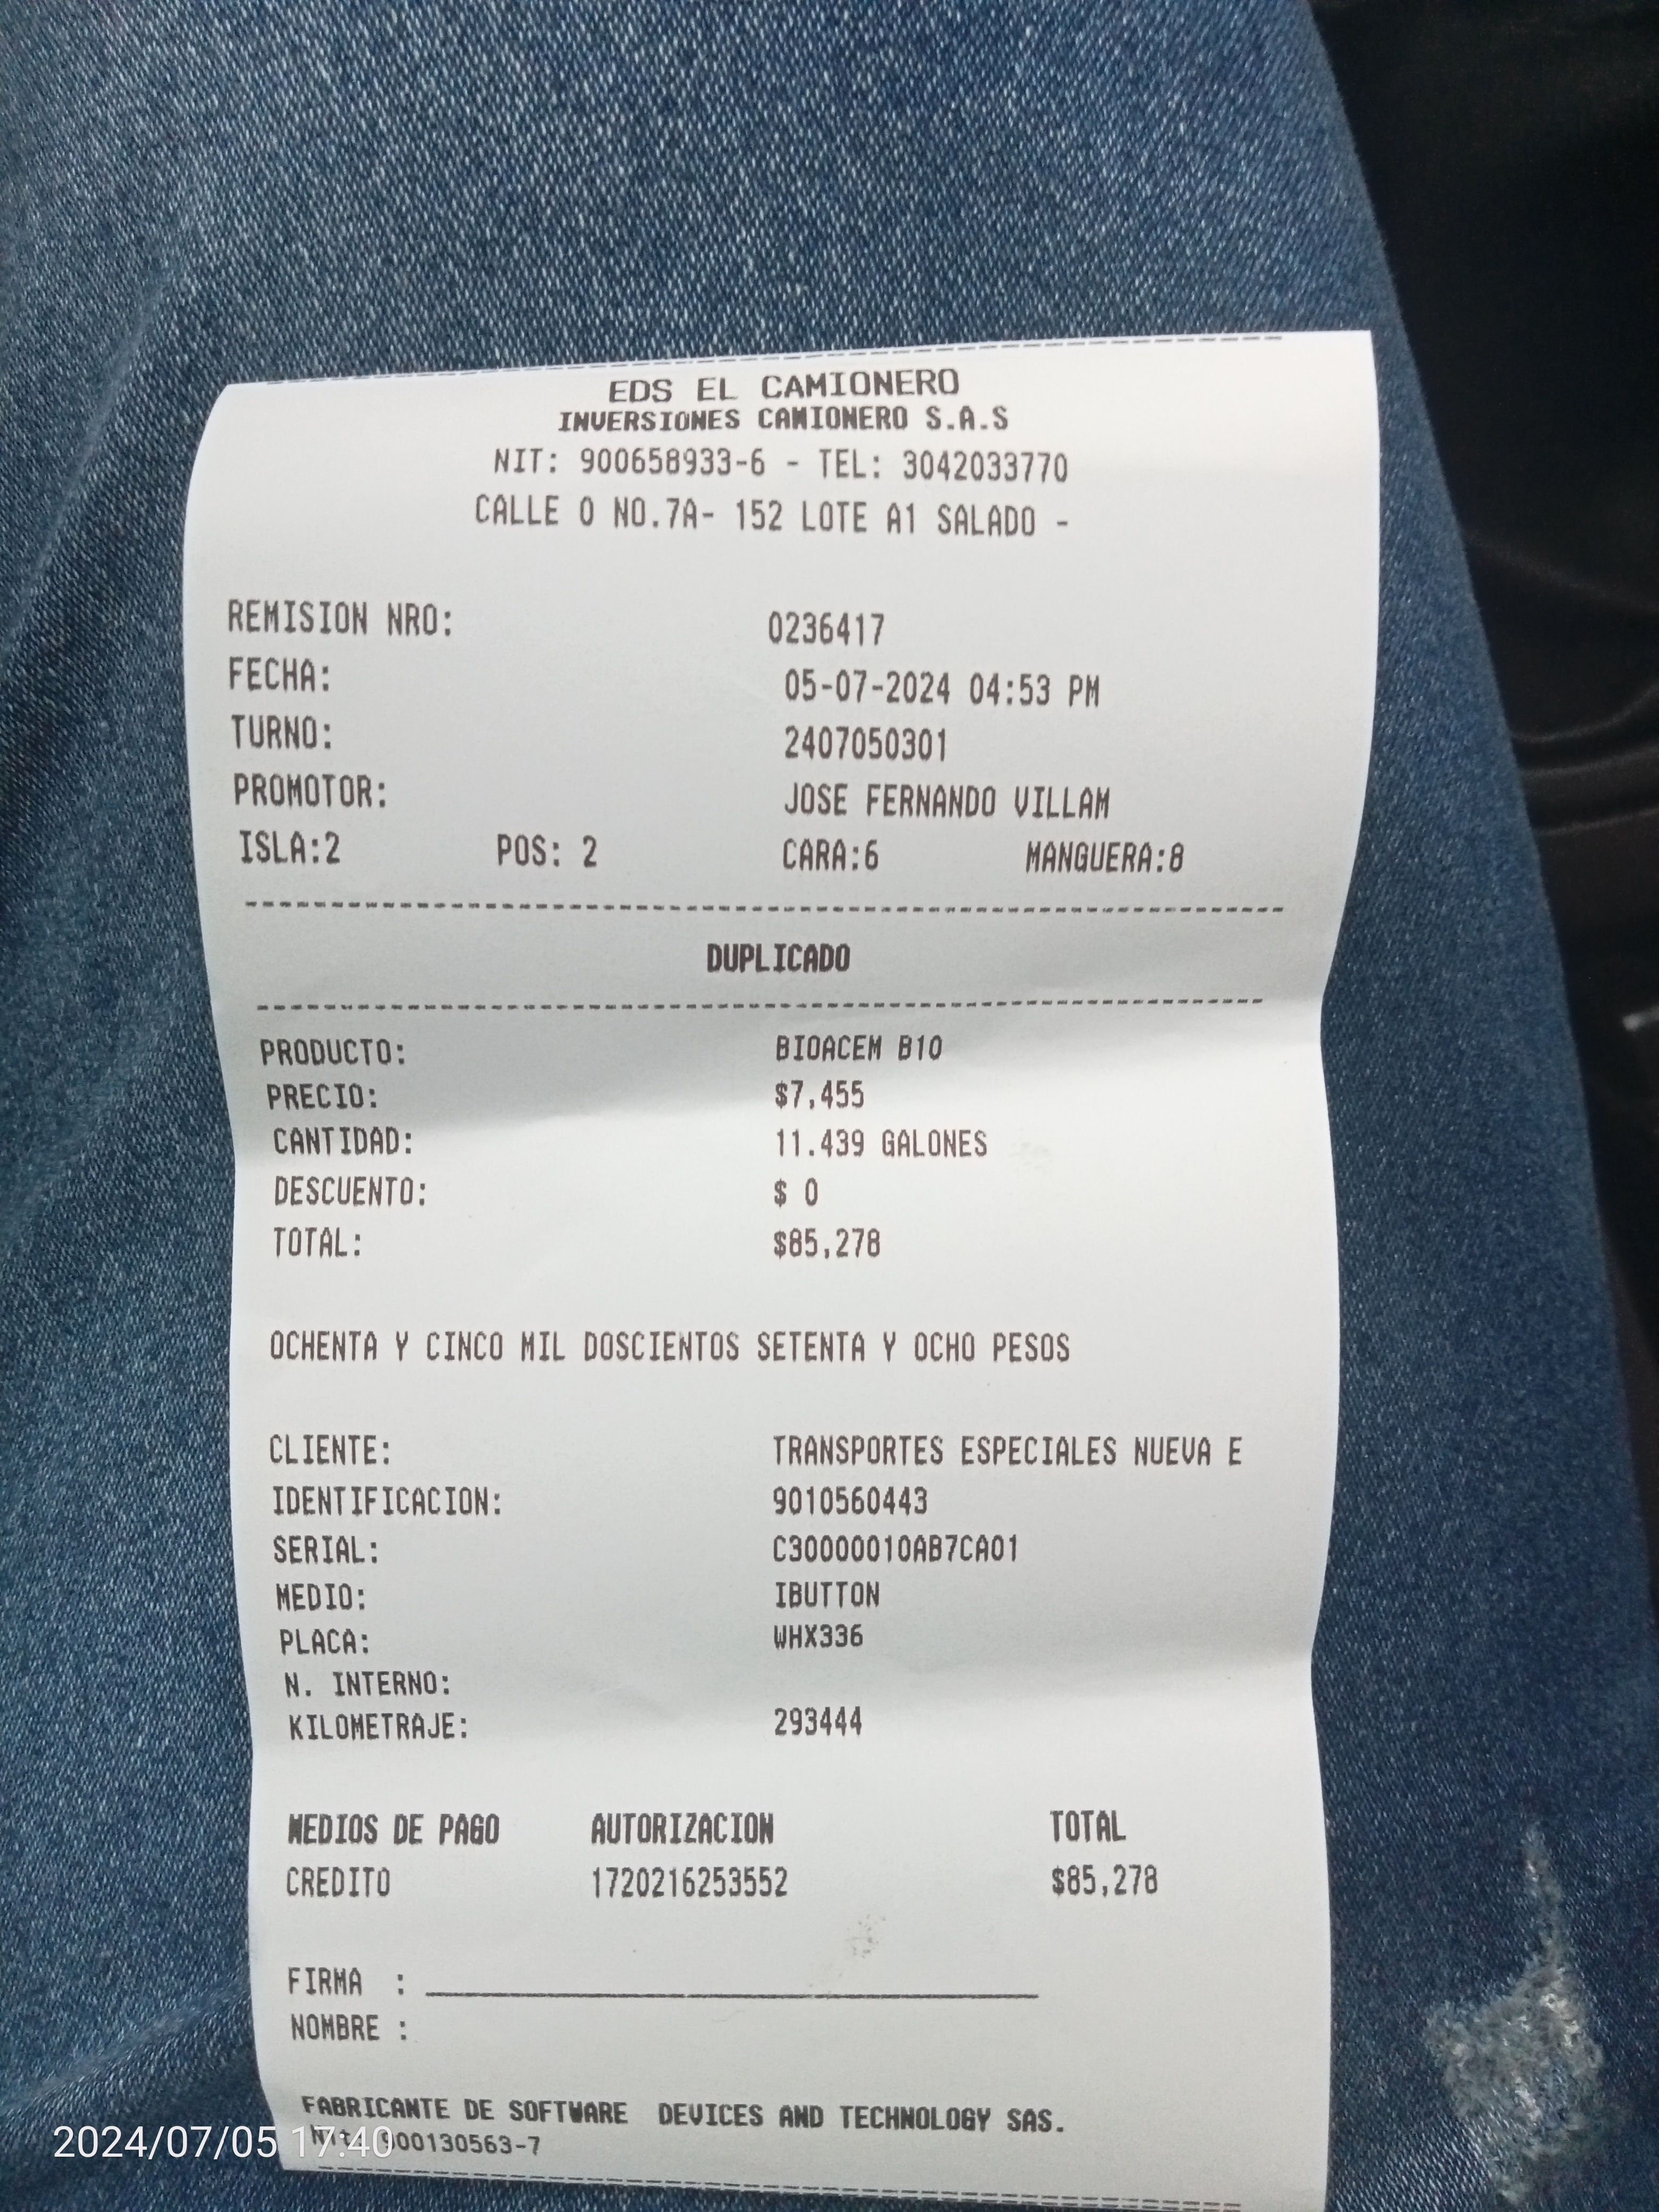 EDS EL CAMIONERO
INVERSIONES CAMIONERO S.A.S
NIT: 900658933-6 - TEL: 3042033770
CALLE 0 NO.7A- 152 LOTE A1 SALADO -
REMISION NRO: 0236417
FECHA: 05-07-2024 04:53 PM
TURNO: 2407050301
PROMOTOR: JOSE FERNANDO VILLAM
ISLA:2 POS: 2 CARA:6 MANGUERA:8
DUPLICADO
PRODUCTO: BIOACEM B10
PRECIO: $7,455
CANTIDAD: 11.439 GALONES
DESCUENTO: $ 0
TOTAL: $85,278
OCHENTA Y CINCO MIL DOSCIENTOS SETENTA Y OCHO PESOS
CLIENTE: TRANSPORTES ESPECIALES NUEVA E
IDENTIFICACION: 9010560443
SERIAL: C30000010AB7CA01
MEDIO: IBUTTON
PLACA: WHX336
N. INTERNO:
KILOMETRAJE: 293444
MEDIOS DE PAGO AUTORIZACION TOTAL
CREDITO 1720216253552 $85,278
FIRMA :
NOMBRE :
FABRICANTE DE SOFTWARE DEVICES AND TECHNOLOGY SAS.
Nit: 900130563-7
2024/07/05 17:40